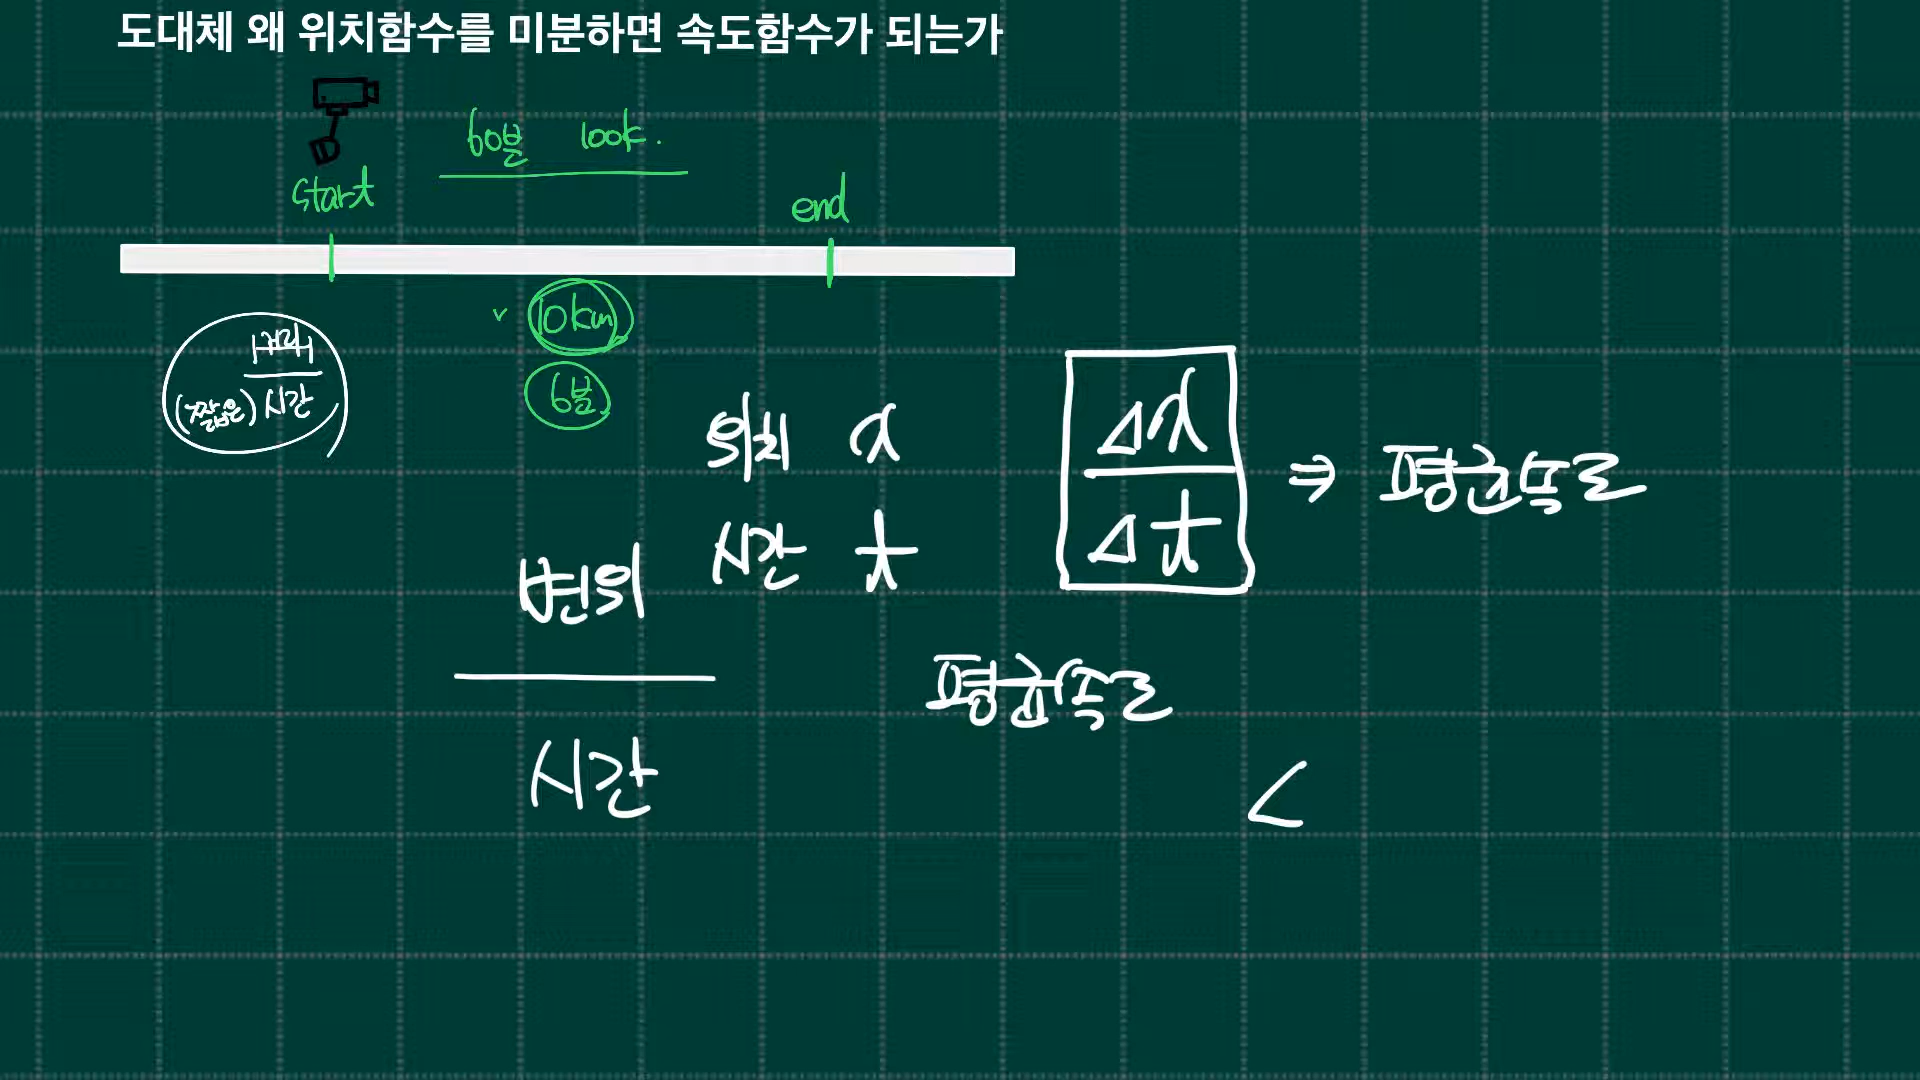 도대체 왜 위치함수를 미분하면 속도함수가 되는가
60분 100k.
start
end
10km
6분
거리
(짧은) 시간
위치 x
시간 t
Δx
Δt
⇒ 평균속도
변위
시간
평균속도
<